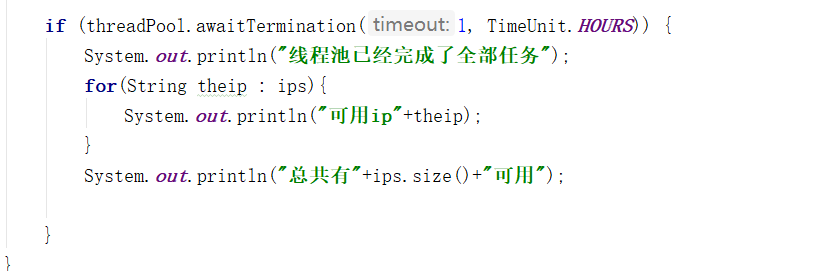 if (threadPool.awaitTermination( timeout: 1, TimeUnit.HOURS)) {
System.out.println("线程池已经完成了全部任务");
for(String theip : ips){
System.out.println("可用ip"+theip);
}
System.out.println("总共有"+ips.size()+"可用");
}
}